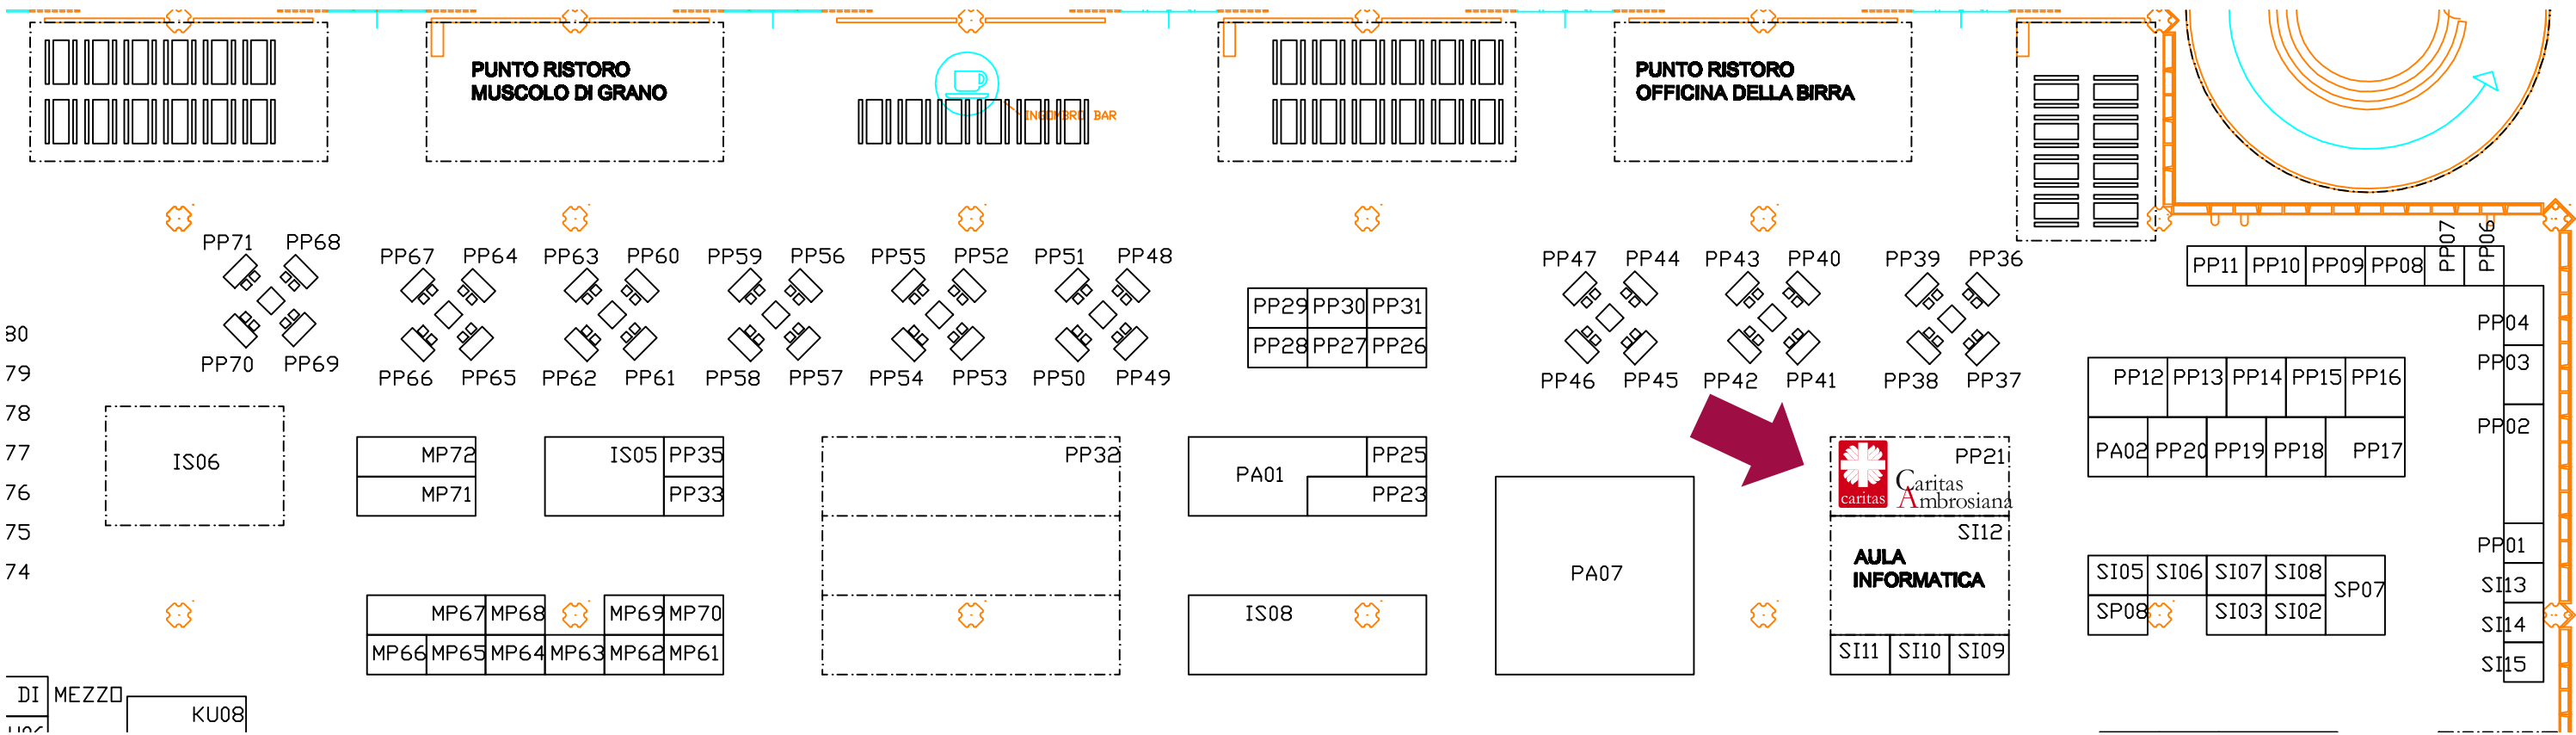 PUNTO RISTORO
MUSCOLO DI GRANO
INGOMBRO BAR
PUNTO RISTORO
OFFICINA DELLA BIRRA
PP71 PP68
PP70 PP69
PP67 PP64
PP66 PP65
PP63 PP60
PP62 PP61
PP59 PP56
PP58 PP57
PP55 PP52
PP54 PP53
PP51 PP48
PP50 PP49
PP29 PP30 PP31
PP28 PP27 PP26
PP47 PP44
PP46 PP45
PP43 PP40
PP42 PP41
PP39 PP36
PP38 PP37
PP11 PP10 PP09 PP08 PP07 PP06
PP04
PP03
PP02
PP01
SI13
SI14
SI15
PP12 PP13 PP14 PP15 PP16
PA02 PP20 PP19 PP18 PP17
80
79
78
77
76
75
74
IS06
MP72
MP71
IS05 PP35
PP33
PP32
PA01 PP25
PP23
PA07
PP21
caritas
Caritas
Ambrosiana
SI12
AULA
INFORMATICA
SI11 SI10 SI09
SI05 SI06 SI07 SI08
SP07
SP08 SI03 SI02
MP67 MP68 MP69 MP70
MP66 MP65 MP64 MP63 MP62 MP61
IS08
DI MEZZO
KU08